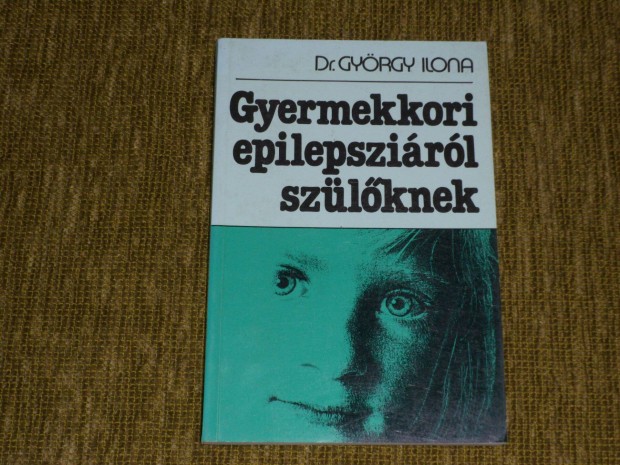 Dr. GYÖRGY ILONA
Gyermekkori
epilepsziáról
szülőknek